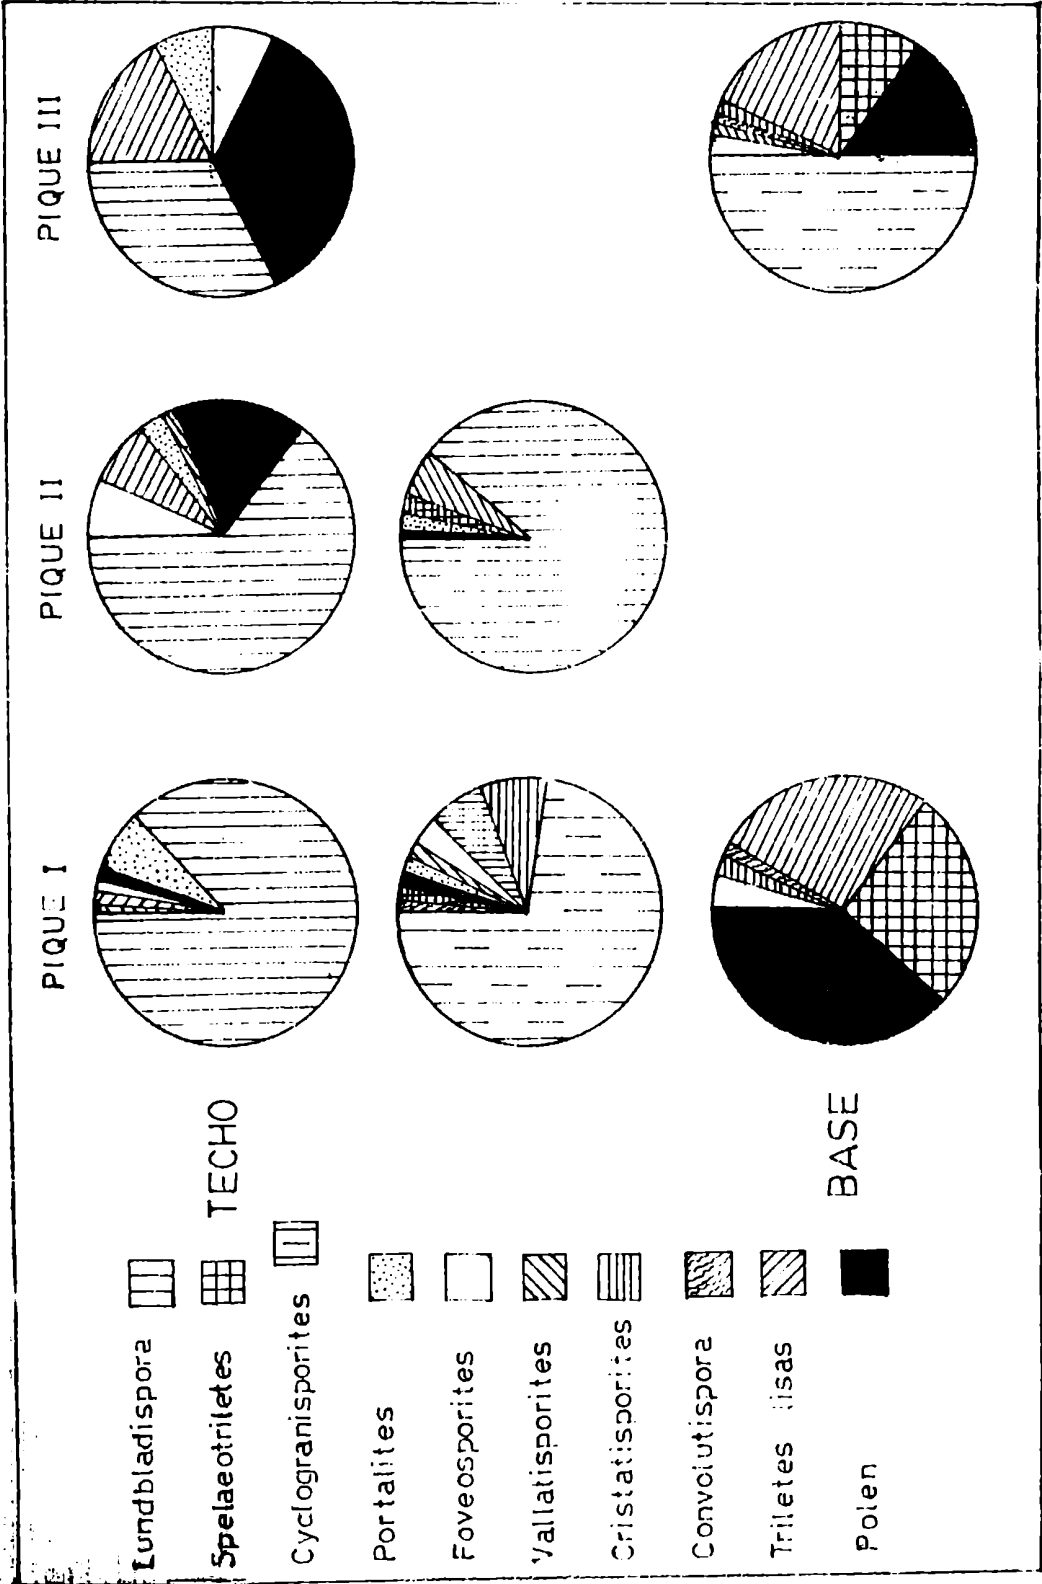 PIQUE I
PIQUE II
PIQUE III
TECHO
BASE
Lundbladispora
Spelaeotriletes
Cyclogranisporites
Portalites
Foveosporites
Vallatisporites
Cristatisporites
Convolutispora
Triletes lisas
Polen